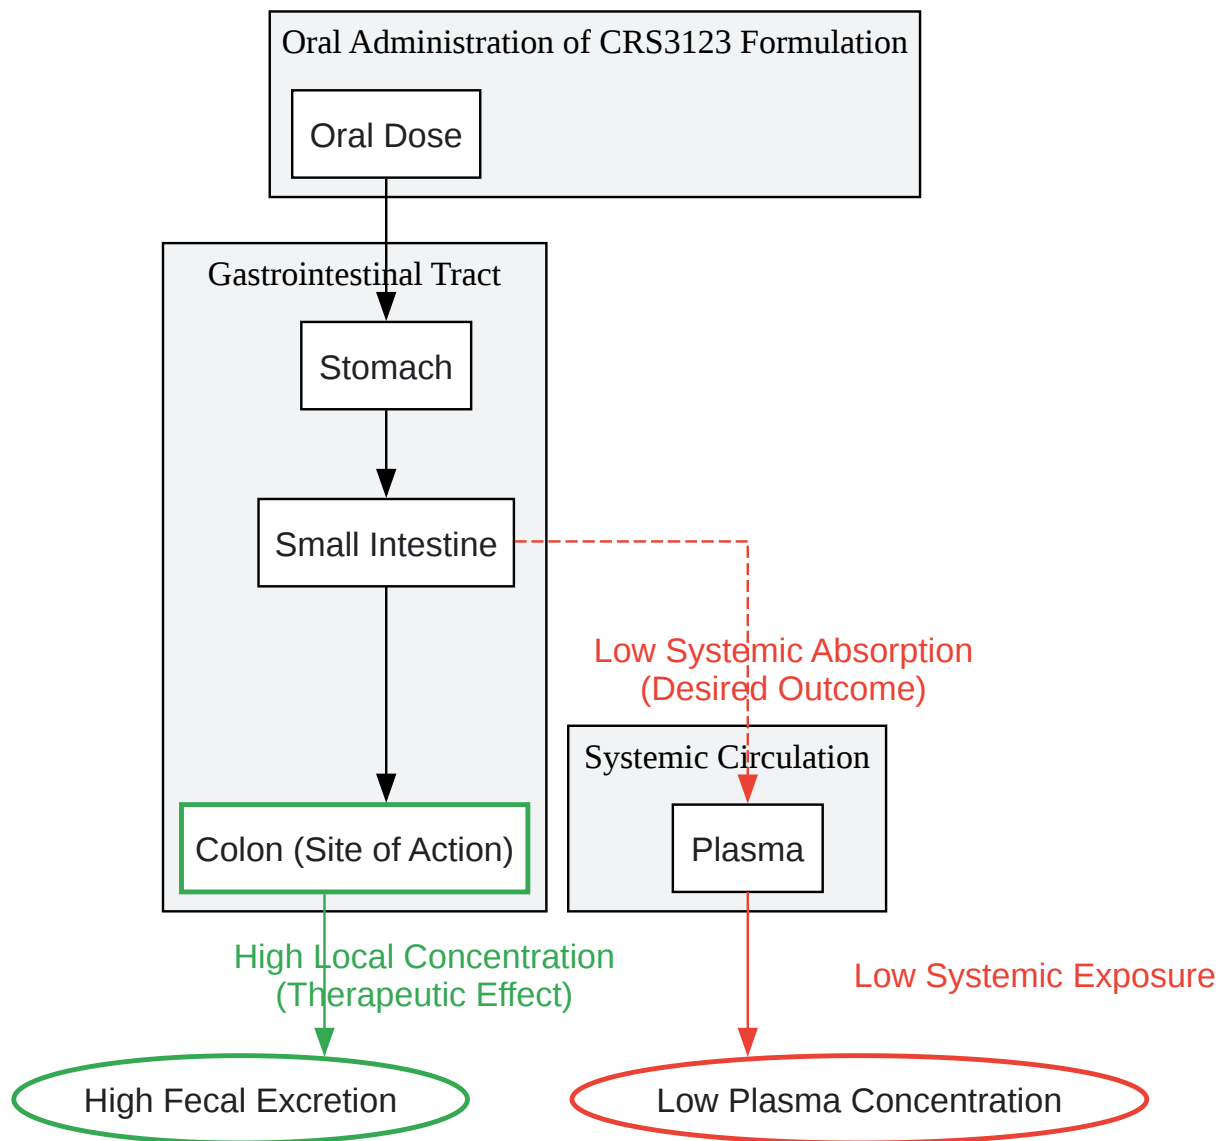 Oral Administration of CRS3123 Formulation
Oral Dose
Gastrointestinal Tract
Stomach
Small Intestine
Low Systemic Absorption
(Desired Outcome)
Systemic Circulation
Colon (Site of Action)
Plasma
High Local Concentration
(Therapeutic Effect)
Low Systemic Exposure
High Fecal Excretion
Low Plasma Concentration